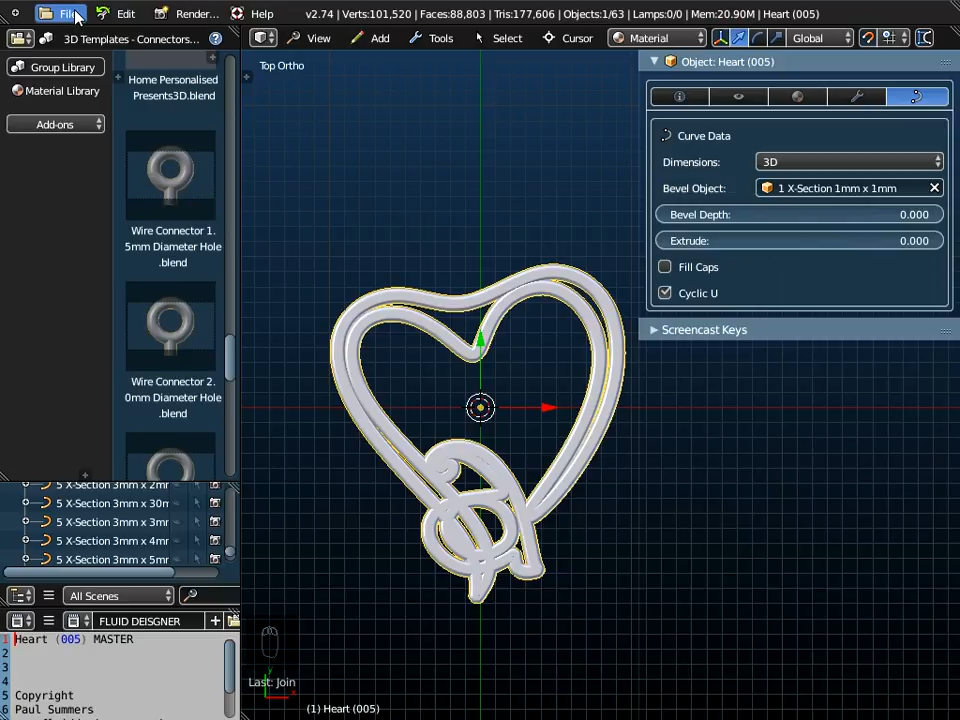 File Edit Render... Help v2.74 | Verts:101,520 | Faces:88,803 | Tris:177,606 | Objects:1/63 | Lamps:0/0 | Mem:20.90M | Heart (005)
3D Templates - Connectors... View Add Tools Select Cursor Material Global
Group Library
Material Library
Add-ons
Home Personalised
Presents3D.blend
Wire Connector 1.
5mm Diameter Hole
.blend
Wire Connector 2.
0mm Diameter Hole
.blend
5 X-Section 3mm x 2mr
5 X-Section 3mm x 30m
5 X-Section 3mm x 3mr
5 X-Section 3mm x 4mr
5 X-Section 3mm x 5mr
All Scenes
FLUID DEISGNER
1 Heart (005) MASTER
2
3
4
5 Copyright
6 Paul Summers
Top Ortho
y
x
Last: Join
(1) Heart (005)
Object: Heart (005)
Curve Data
Dimensions: 3D
Bevel Object: 1 X-Section 1mm x 1mm
Bevel Depth: 0.000
Extrude: 0.000
Fill Caps
Cyclic U
Screencast Keys